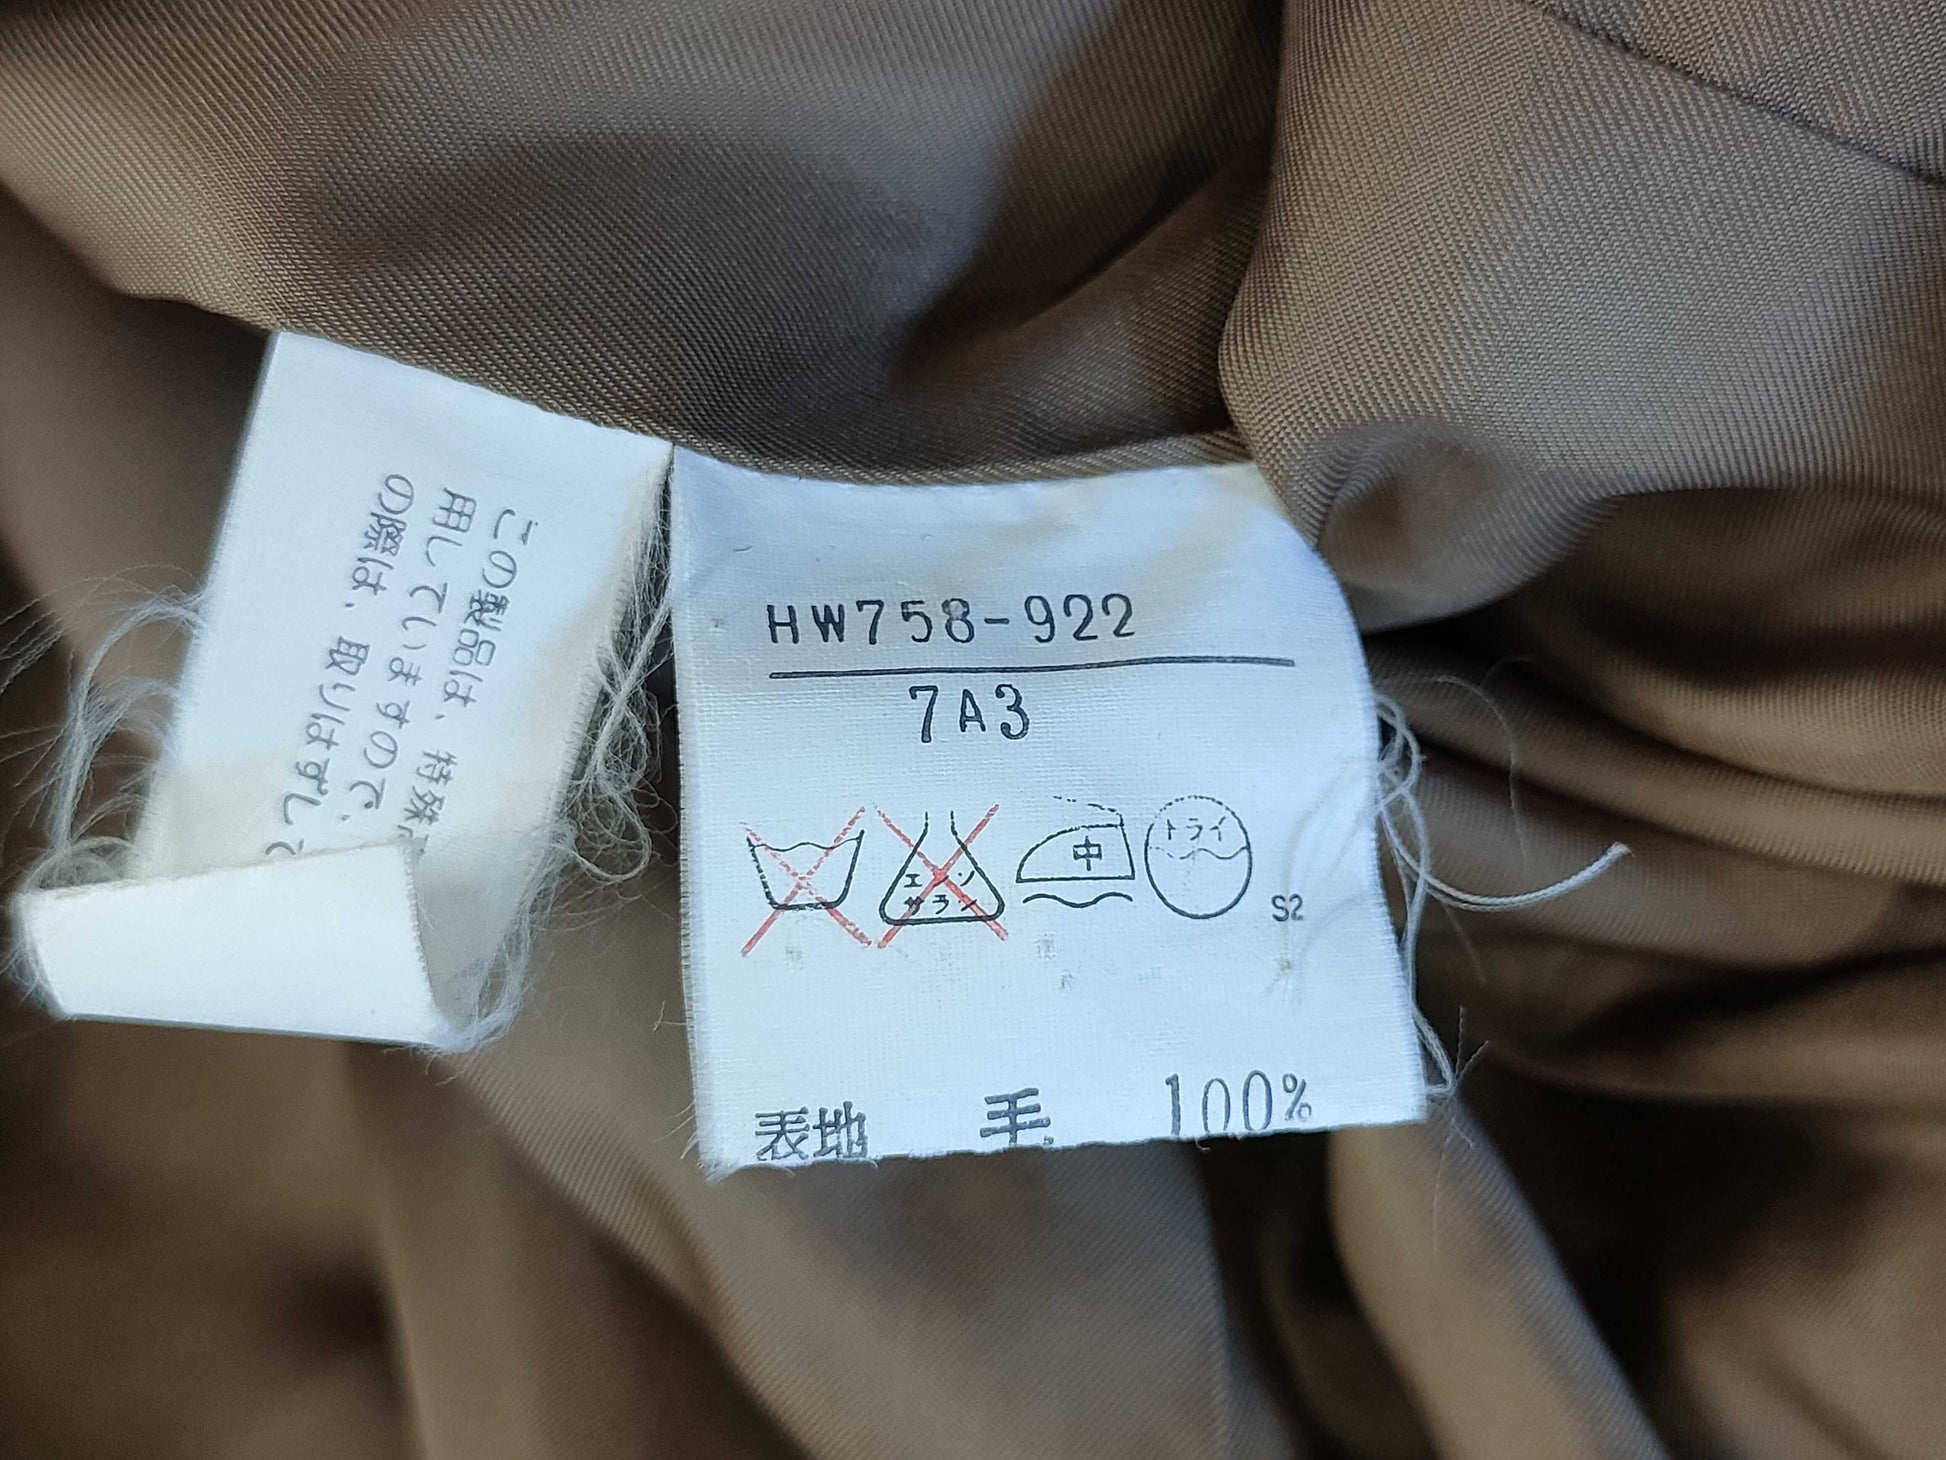 この製品は、特殊
用していますので、
の際は、取りはずして
HW758-922
7A3
エンソ
サラン
中
ドライ
S2
表地 毛 100%